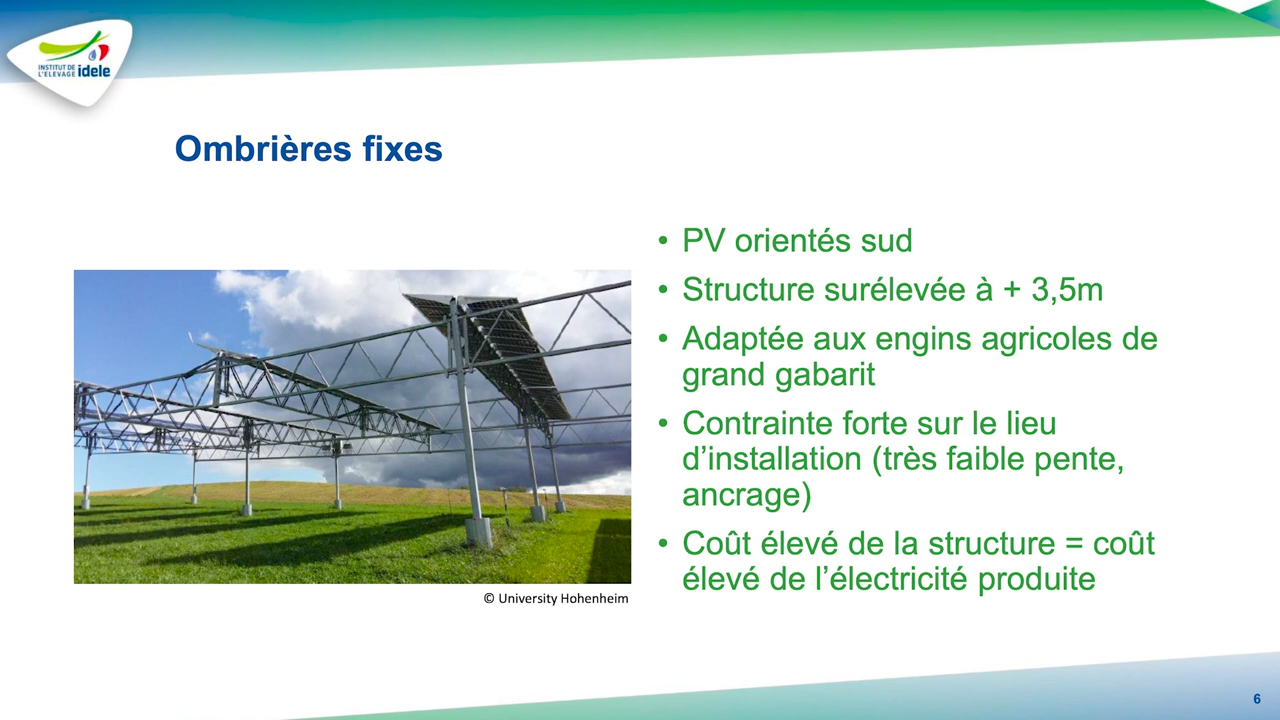 INSTITUT DE
L'ELEVAGE idele
Ombrières fixes
• PV orientés sud
• Structure surélevée à + 3,5m
• Adaptée aux engins agricoles de
grand gabarit
• Contrainte forte sur le lieu
d’installation (très faible pente,
ancrage)
• Coût élevé de la structure = coût
élevé de l’électricité produite
© University Hohenheim
6